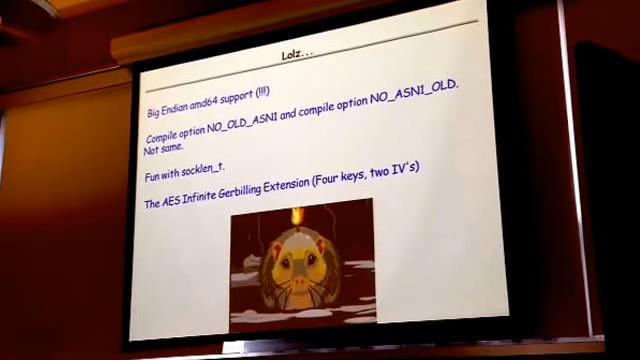 Lolz...
Big Endian amd64 support (!!!)
Compile option NO_OLD_ASN1 and compile option NO_ASN1_OLD.
Not same.
Fun with socklen_t.
The AES Infinite Gerbilling Extension (Four keys, two IV's)